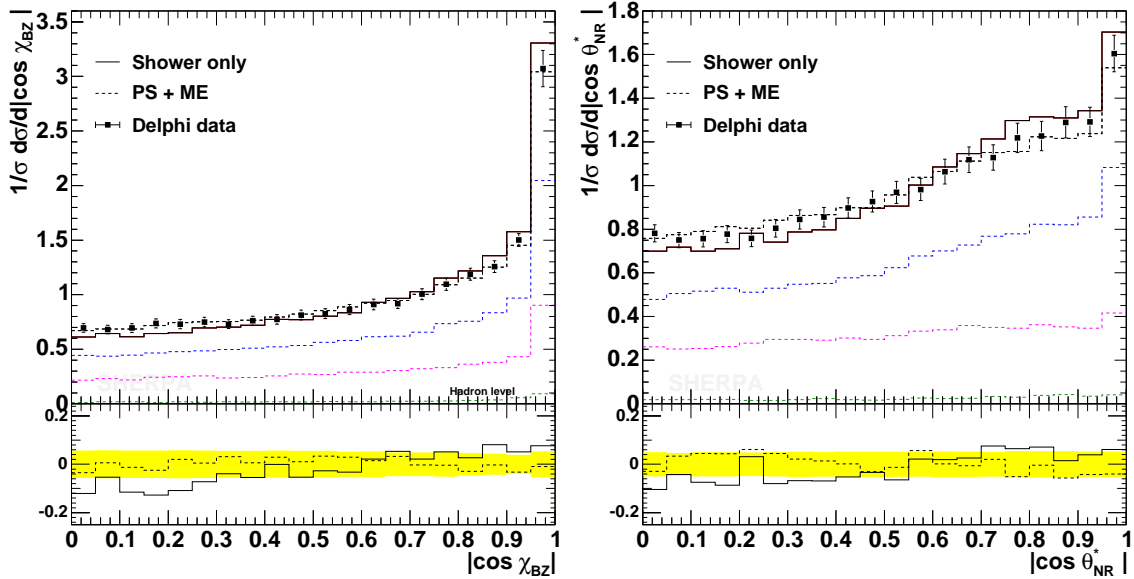 1/σ dσ/d|cos χ_BZ|
3.5
3
2.5
2
1.5
1
0.5
0
Shower only
PS + ME
Delphi data
SHERPA
Hadron level
0.2
0
-0.2
0 0.1 0.2 0.3 0.4 0.5 0.6 0.7 0.8 0.9 1
|cos χ_BZ|
1/σ dσ/d|cos θ*_NR|
1.8
1.6
1.4
1.2
1
0.8
0.6
0.4
0.2
0
Shower only
PS + ME
Delphi data
SHERPA
0.2
0
-0.2
0 0.1 0.2 0.3 0.4 0.5 0.6 0.7 0.8 0.9 1
|cos θ*_NR|